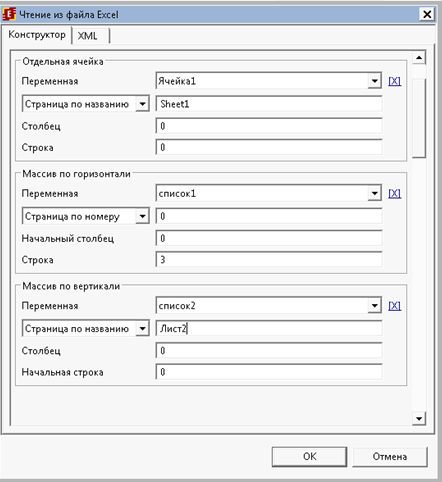 Чтение из файла Excel
Конструктор XML
Отдельная ячейка
Переменная Ячейка1 [X]
Страница по названию Sheet1
Столбец 0
Строка 0
Массив по горизонтали
Переменная список1 [X]
Страница по номеру 0
Начальный столбец 0
Строка 3
Массив по вертикали
Переменная список2 [X]
Страница по названию Лист2
Столбец 0
Начальная строка 0
OK Отмена